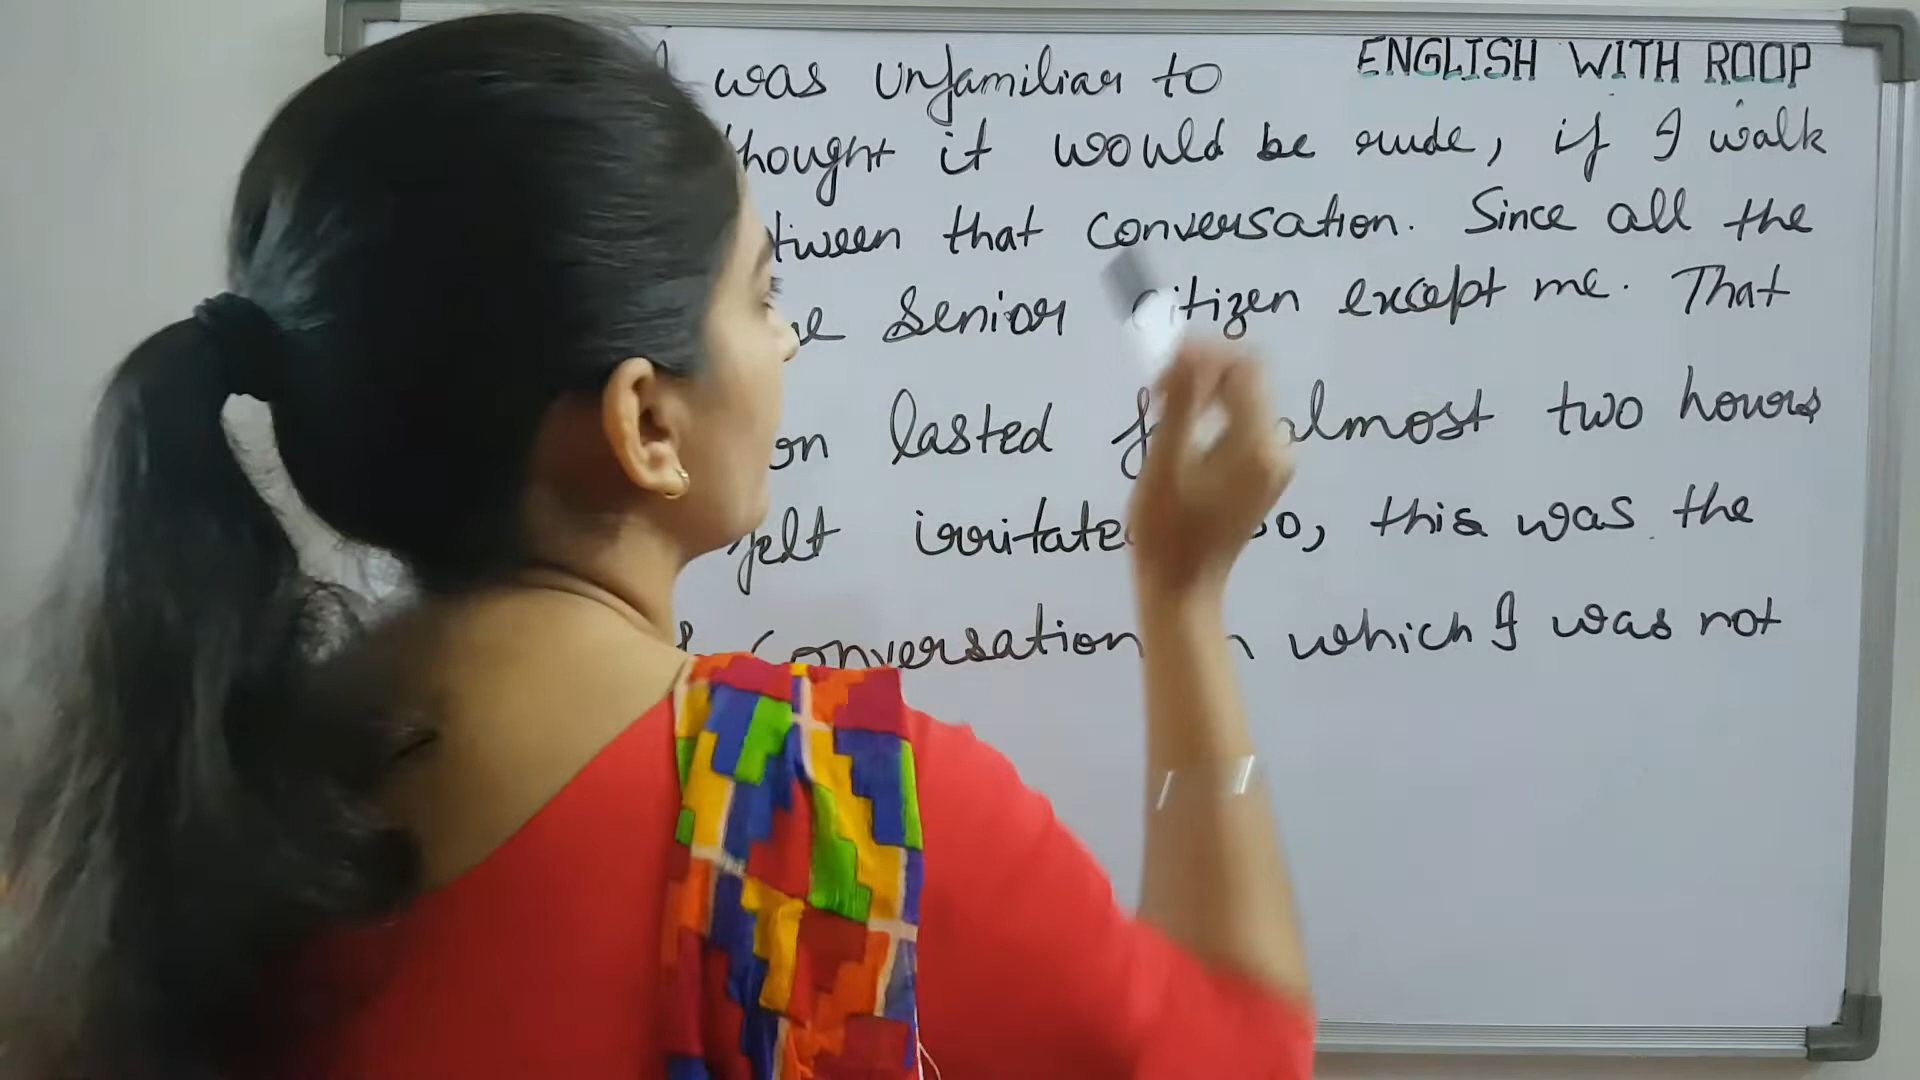 ENGLISH WITH ROOP
was unfamiliar to
thought it would be rude, if I walk
tween that conversation. Since all the
senior citizen except me. That
on lasted almost two hours
felt irritated so, this was the
conversation which I was not